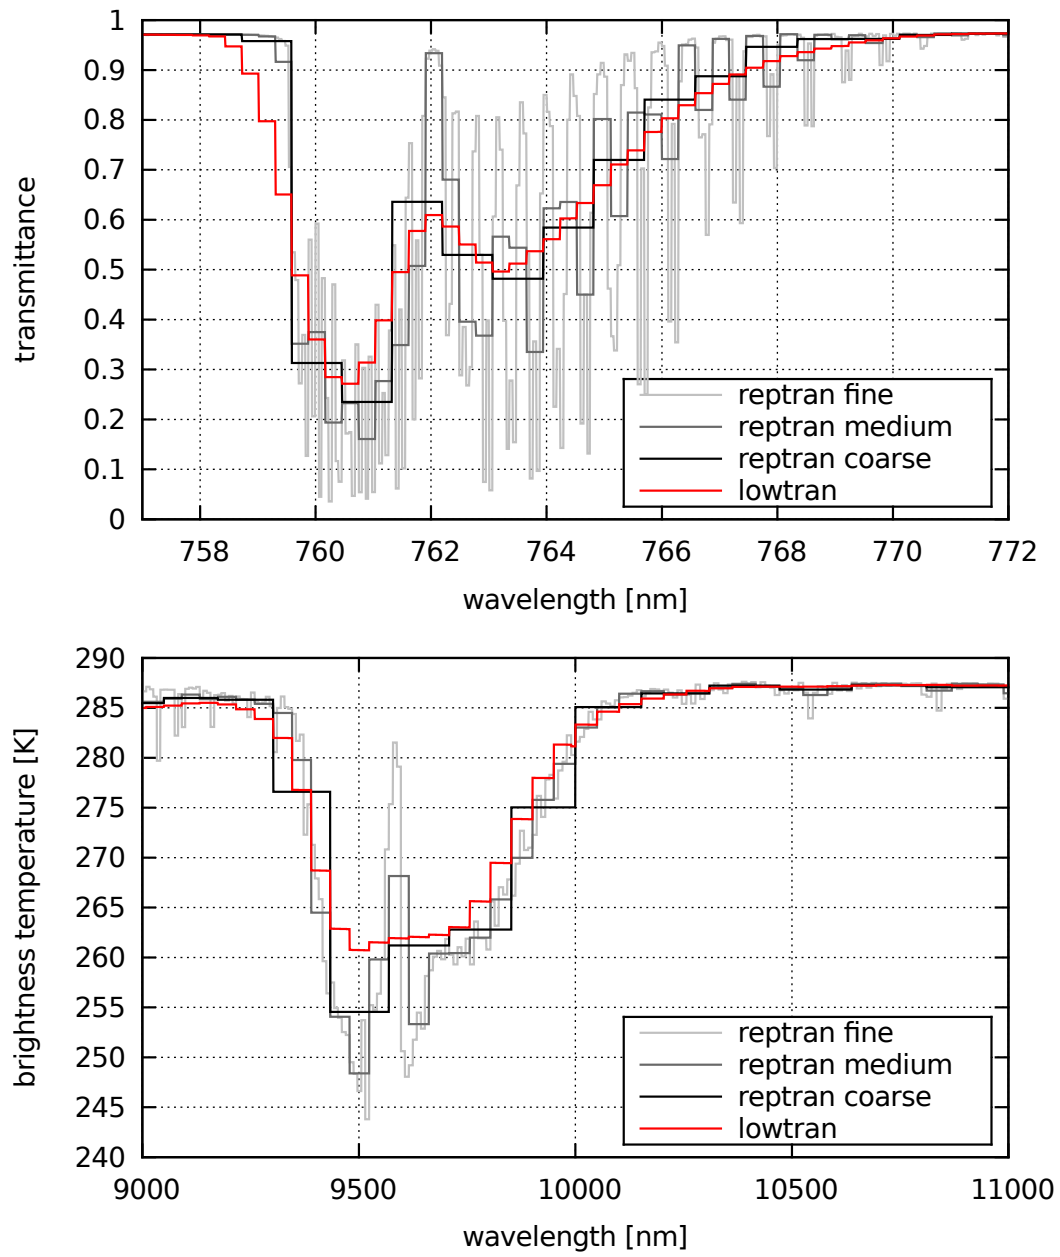 1
0.9
0.8
0.7
0.6
0.5
0.4
0.3
0.2
0.1
0
transmittance
reptran fine
reptran medium
reptran coarse
lowtran
758 760 762 764 766 768 770 772
wavelength [nm]
290
285
280
275
270
265
260
255
250
245
240
brightness temperature [K]
reptran fine
reptran medium
reptran coarse
lowtran
9000 9500 10000 10500 11000
wavelength [nm]